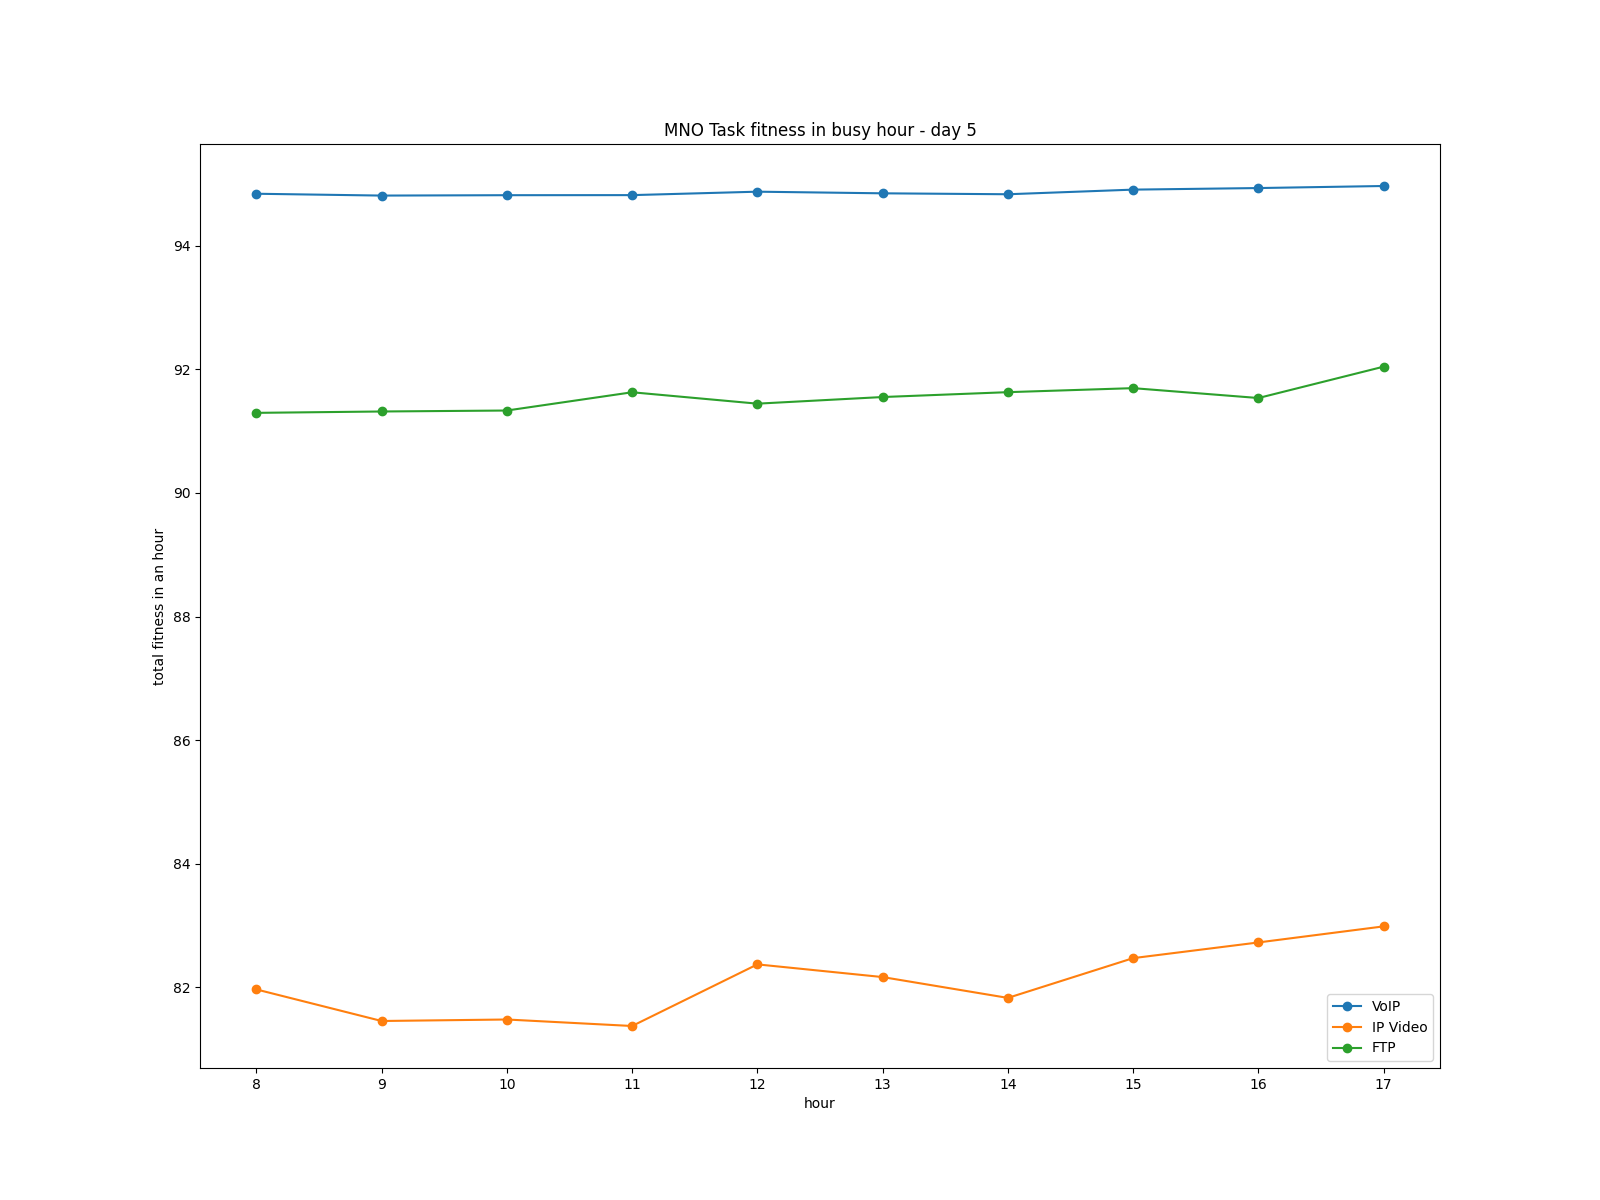 MNO Task fitness in busy hour - day 5
total fitness in an hour
94
92
90
88
86
84
82
VoIP
IP Video
FTP
8 9 10 11 12 13 14 15 16 17
hour